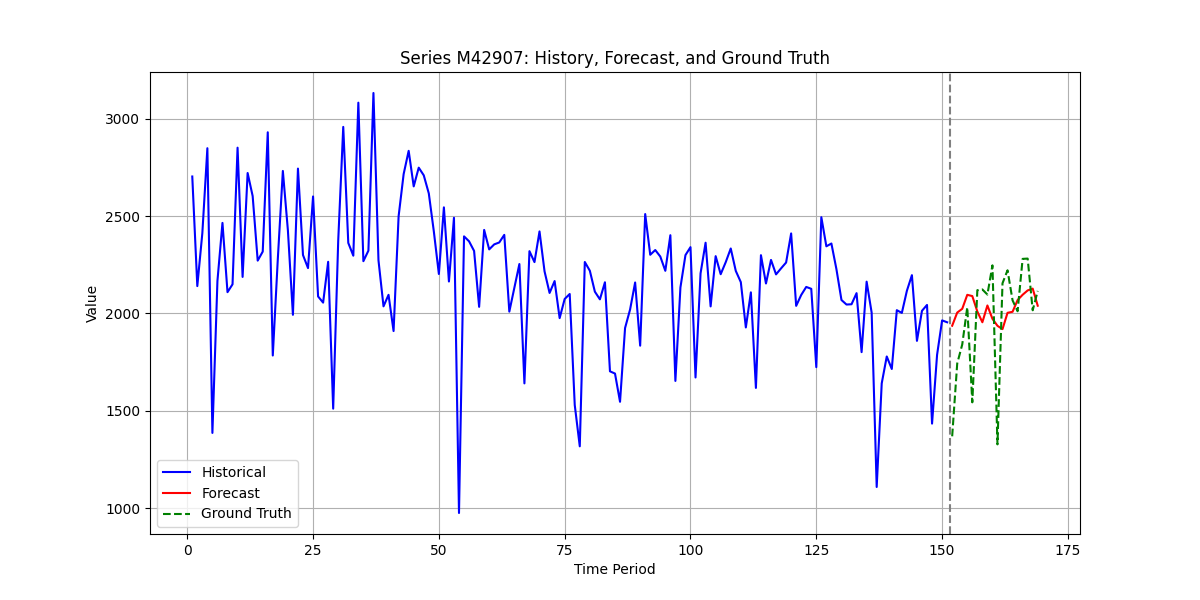 Series M42907: History, Forecast, and Ground Truth
Value
3000
2500
2000
1500
1000
Historical
Forecast
Ground Truth
0 25 50 75 100 125 150 175
Time Period